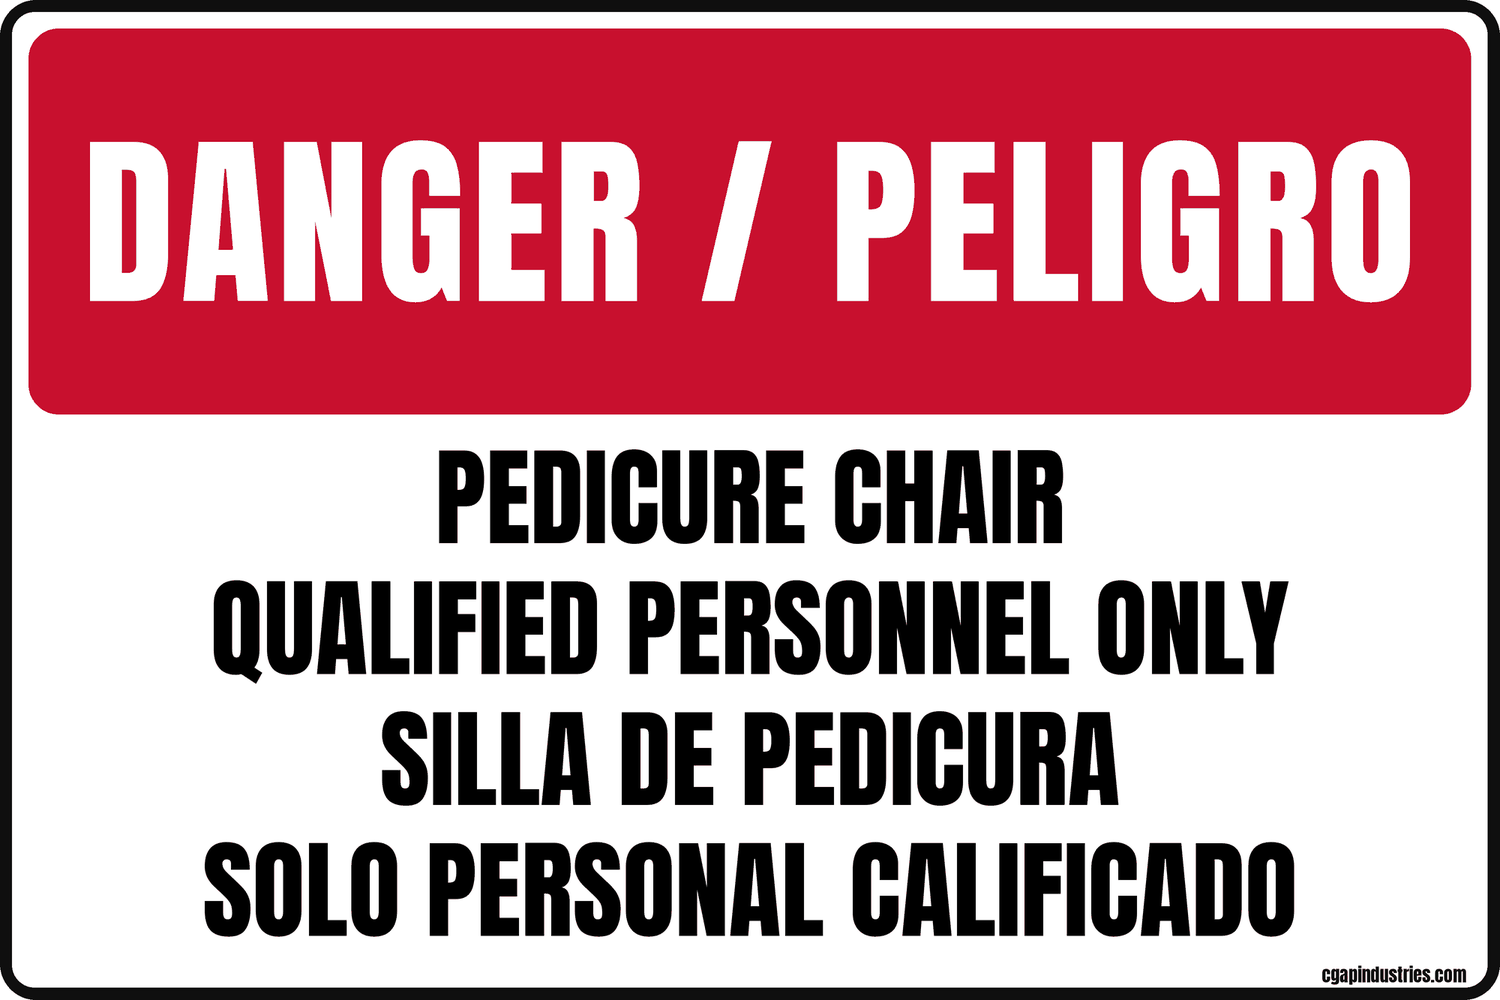 DANGER / PELIGRO
PEDICURE CHAIR
QUALIFIED PERSONNEL ONLY
SILLA DE PEDICURA
SOLO PERSONAL CALIFICADO
cgapindustries.com